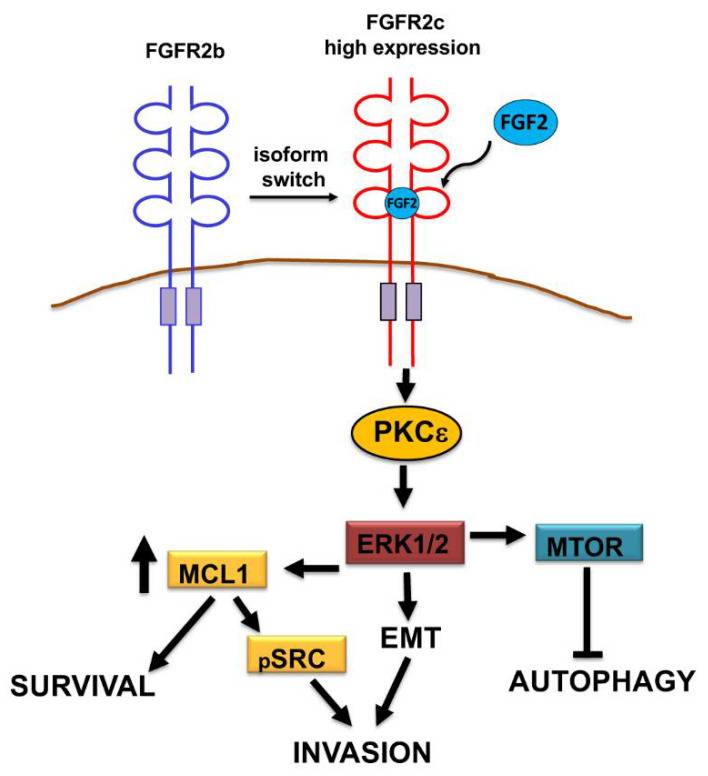 FGFR2b
FGFR2c
high expression
FGF2
isoform
switch
FGF2
PKCε
ERK1/2
MTOR
MCL1
EMT
pSRC
SURVIVAL
AUTOPHAGY
INVASION